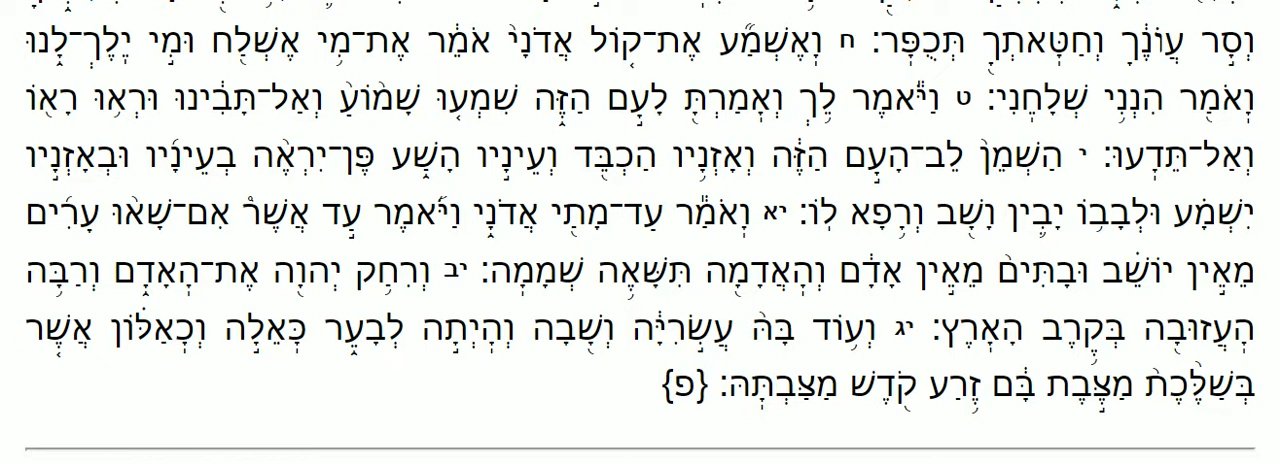 וְסָ֣ר עֲוֺנֶ֔ךָ וְחַטָּאתְךָ֖ תְּכֻפָּֽר׃ ח וָאֶשְׁמַ֞ע אֶת־ק֤וֹל אֲדֹנָי֙ אֹמֵ֔ר אֶת־מִ֥י אֶשְׁלַ֖ח וּמִ֣י יֵֽלֶךְ־לָ֑נוּ
וָאֹמַ֖ר הִנְנִ֥י שְׁלָחֵֽנִי׃ ט וַיֹּ֕אמֶר לֵ֥ךְ וְאָמַרְתָּ֖ לָעָ֣ם הַזֶּ֑ה שִׁמְע֤וּ שָׁמ֙וֹעַ֙ וְאַל־תָּבִ֔ינוּ וּרְא֥וּ רָא֖וֹ
וְאַל־תֵּדָֽעוּ׃ י הַשְׁמֵן֙ לֵב־הָעָ֣ם הַזֶּ֔ה וְאׇזְנָ֥יו הַכְבֵּ֖ד וְעֵינָ֣יו הָשַׁ֑ע פֶּן־יִרְאֶ֨ה בְעֵינָ֜יו וּבְאׇזְנָ֣יו
יִשְׁמָ֗ע וּלְבָב֥וֹ יָבִ֛ין וָשָׁ֖ב וְרָ֥פָא לֽוֹ׃ יא וָאֹמַ֕ר עַד־מָתַ֖י אֲדֹנָ֑י וַיֹּ֡אמֶר עַ֣ד אֲשֶׁר֩ אִם־שָׁא֨וּ עָרִ֜ים
מֵאֵ֣ין יוֹשֵׁ֗ב וּבָתִּים֙ מֵאֵ֣ין אָדָ֔ם וְהָאֲדָמָ֖ה תִּשָּׁאֶ֥ה שְׁמָמָֽה׃ יב וְרִחַ֥ק יְהֹוָ֖ה אֶת־הָאָדָ֑ם וְרַבָּ֥ה
הָעֲזוּבָ֖ה בְּקֶ֥רֶב הָאָֽרֶץ׃ יג וְע֥וֹד בָּהּ֙ עֲשִׂ֣רִיָּ֔ה וְשָׁ֖בָה וְהָיְתָ֣ה לְבָעֵ֑ר כָּאֵלָ֣ה וְכָאַלּ֗וֹן אֲשֶׁ֤ר
בְּשַׁלֶּ֙כֶת֙ מַצֶּ֣בֶת בָּ֔ם זֶ֥רַע קֹ֖דֶשׁ מַצַּבְתָּֽהּ׃ {פ}